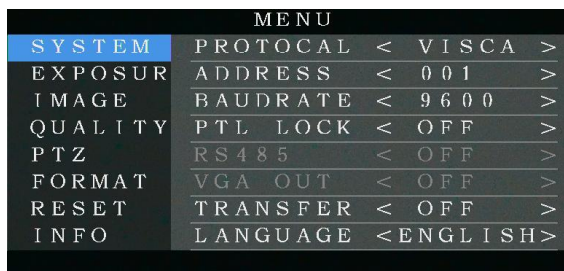 MENU
SYSTEM PROTOCAL < VISCA >
EXPOSUR ADDRESS < 001 >
IMAGE BAUDRATE < 9600 >
QUALITY PTL LOCK < OFF >
PTZ RS485 < OFF >
FORMAT VGA OUT < OFF >
RESET TRANSFER < OFF >
INFO LANGUAGE <ENGLISH>